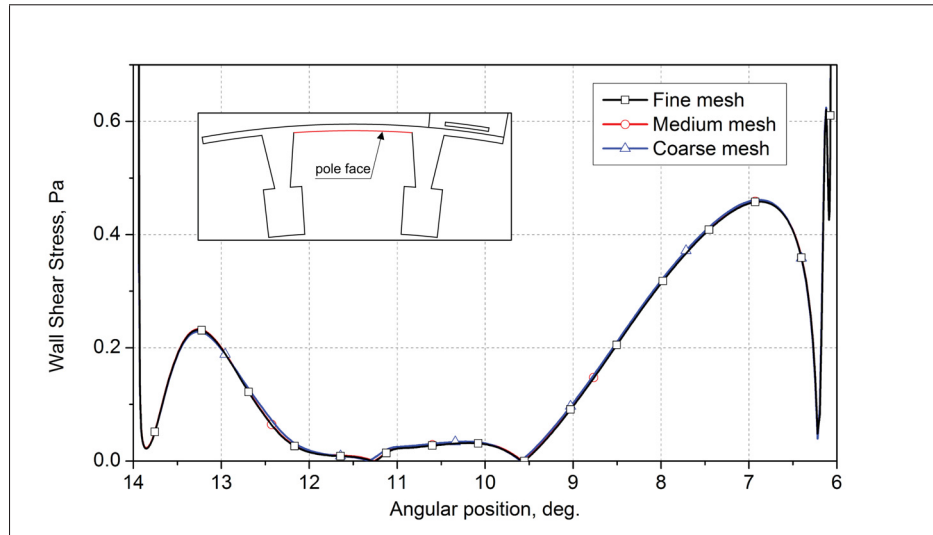 Wall Shear Stress, Pa
0.6
0.4
0.2
0.0
pole face
Fine mesh
Medium mesh
Coarse mesh
14 13 12 11 10 9 8 7 6
Angular position, deg.